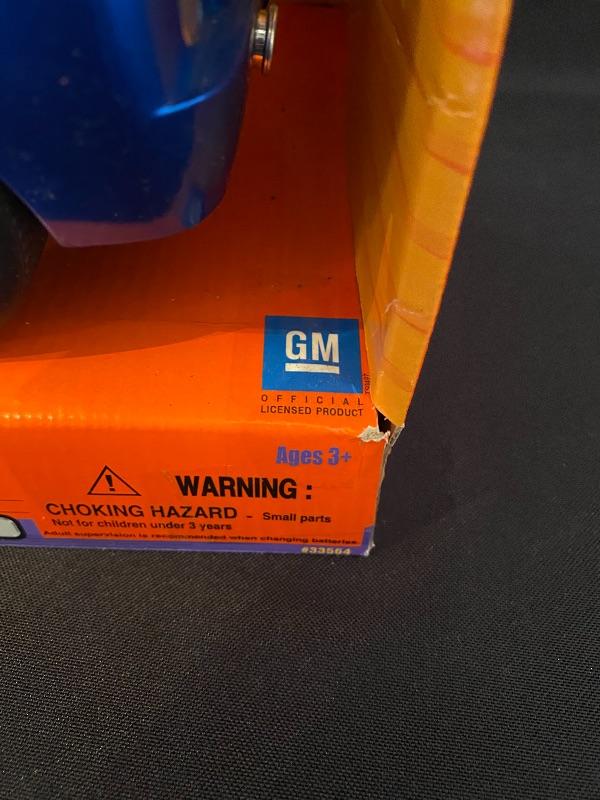 GM
OFFICIAL
LICENSED PRODUCT
Ages 3+
WARNING :
CHOKING HAZARD - Small parts
Not for children under 3 years
Adult supervision is recommended when changing batteries
#33564